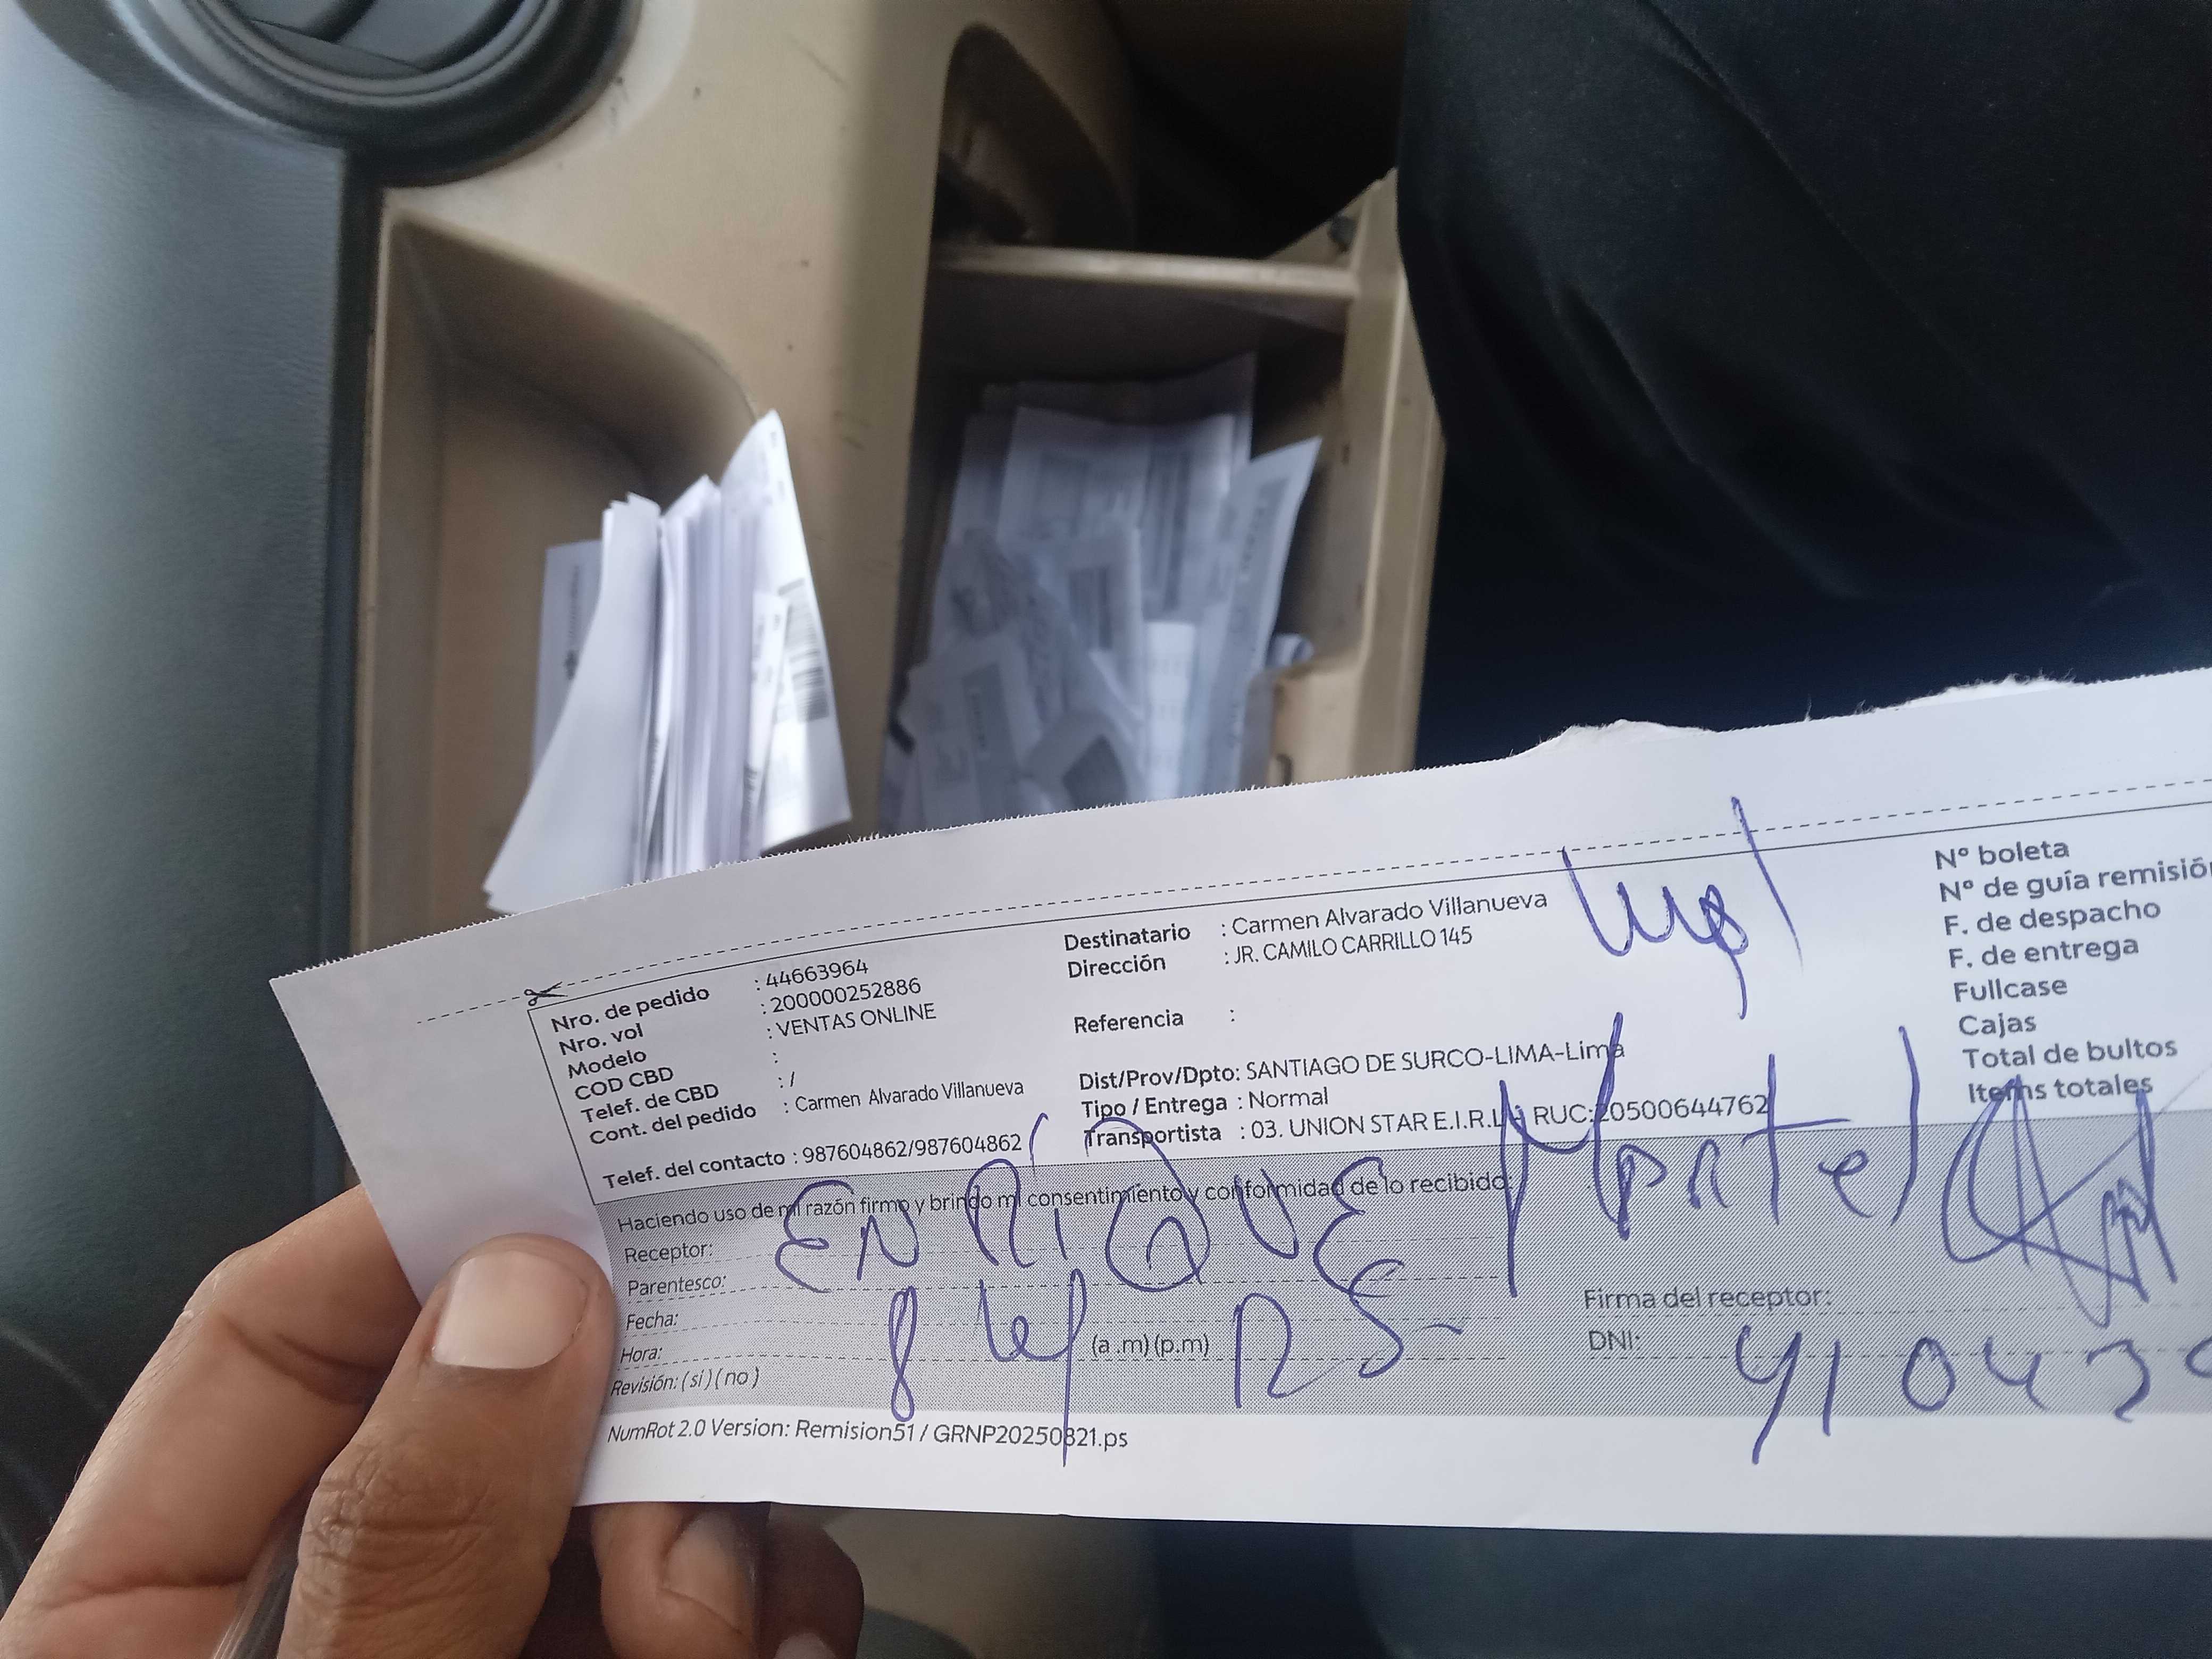 Nro. de pedido : 44663964
Nro. vol : 200000252886
Modelo : VENTAS ONLINE
COD CBD :
Telef. de CBD : /
Cont. del pedido : Carmen Alvarado Villanueva
Telef. del contacto : 987604862/987604862
Destinatario : Carmen Alvarado Villanueva
Dirección : JR. CAMILO CARRILLO 145
Referencia :
Dist/Prov/Dpto: SANTIAGO DE SURCO-LIMA-Lima
Tipo / Entrega : Normal
Transportista : 03. UNION STAR E.I.R.L - RUC:20500644762
N° boleta
N° de guía remisió
F. de despacho
F. de entrega
Fullcase
Cajas
Total de bultos
Items totales
Haciendo uso de mi razón firmo y brindo mi consentimiento y conformidad de lo recibido:
Receptor: ENRIQUE Montel
Parentesco:
Fecha: 8
Hora: (a.m)(p.m)
Revisión: (si) (no)
Firma del receptor:
DNI: 41043
NumRot 2.0 Version: Remision51 / GRNP20250821.ps